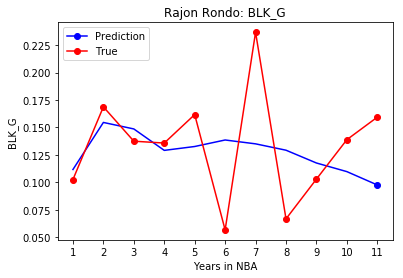 Rajon Rondo: BLK_G
Prediction
True
BLK_G
0.225
0.200
0.175
0.150
0.125
0.100
0.075
0.050
1 2 3 4 5 6 7 8 9 10 11
Years in NBA